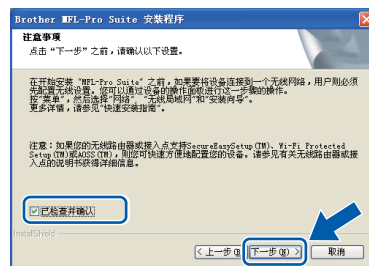 Brother MFL-Pro Suite 安装程序
注意事项
点击“下一步”之前，请确认以下设置。
在开始安装 “MFL-Pro Suite” 之前，如果要将设备连接到一个无线网络，用户则必须
先配置无线设置。您可以通过设备的操作面板进行这一步骤的操作。
按“菜单”，然后选择“网络”，“无线局域网”和“安装向导”。
更多详情，请参见“快速安装指南”。
注意：如果您的无线路由器或接入点支持SecureEasySetup(TM)、Wi-Fi Protected
Setup(TM)或AOSS(TM)，则您可快速方便地配置您的设备。请参见有关无线路由器或接
入点的说明书获得详细信息。
已检查并确认
InstallShield
<上一步(B) 下一步(N)> 取消